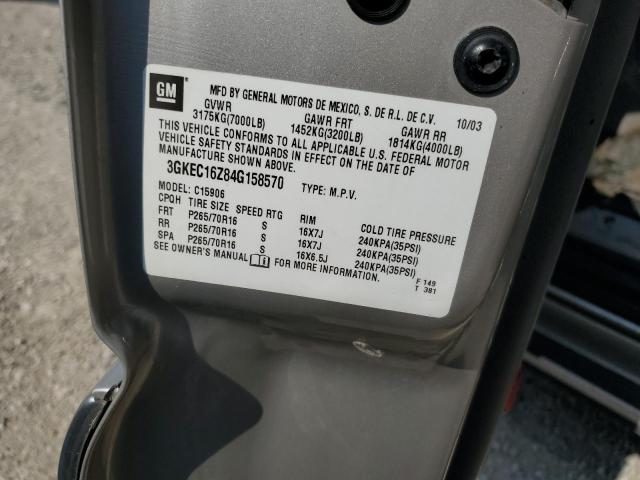 GM
MFD BY GENERAL MOTORS DE MEXICO, S. DE R.L. DE C.V. 10/03
GVWR GAWR FRT GAWR RR
3175KG(7000LB) 1452KG(3200LB) 1814KG(4000LB)
THIS VEHICLE CONFORMS TO ALL APPLICABLE U.S. FEDERAL MOTOR
VEHICLE SAFETY STANDARDS IN EFFECT ON THE DATE OF
MANUFACTURE SHOWN ABOVE.
3GKEC16Z84G158570 TYPE: M.P.V.
MODEL: C15906
CPQH TIRE SIZE SPEED RTG RIM COLD TIRE PRESSURE
FRT P265/70R16 S 16X7J 240KPA(35PSI)
RR P265/70R16 S 16X7J 240KPA(35PSI)
SPA P265/70R16 S 16X6.5J 240KPA(35PSI)
SEE OWNER'S MANUAL FOR MORE INFORMATION.
F 149
T 381